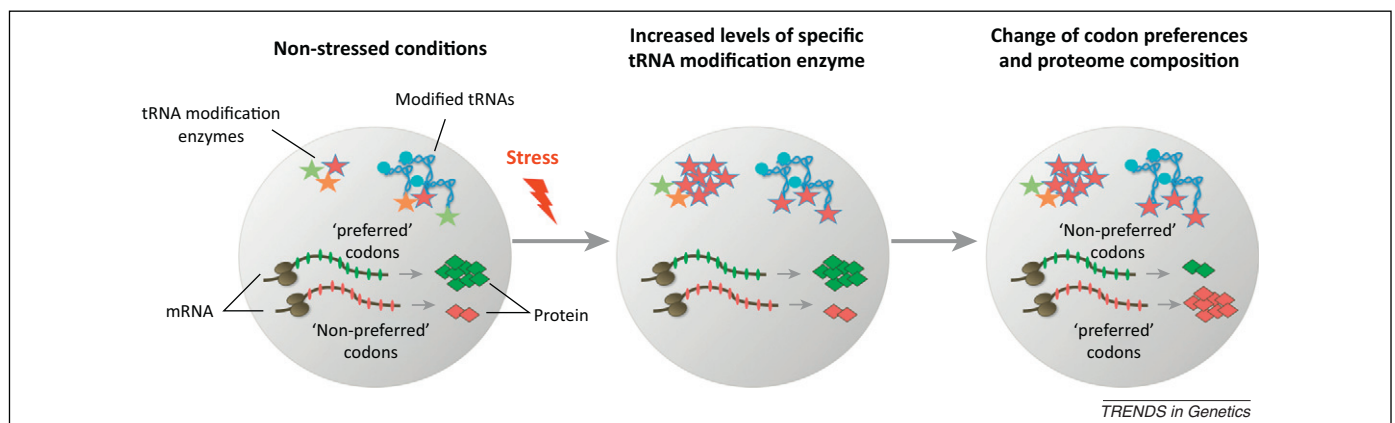 Non-stressed conditions
Increased levels of specific
tRNA modification enzyme
Change of codon preferences
and proteome composition
tRNA modification
enzymes
Modified tRNAs
Stress
‘preferred’
codons
mRNA
‘Non-preferred’
codons
Protein
‘Non-preferred’
codons
‘preferred’
codons
TRENDS in Genetics